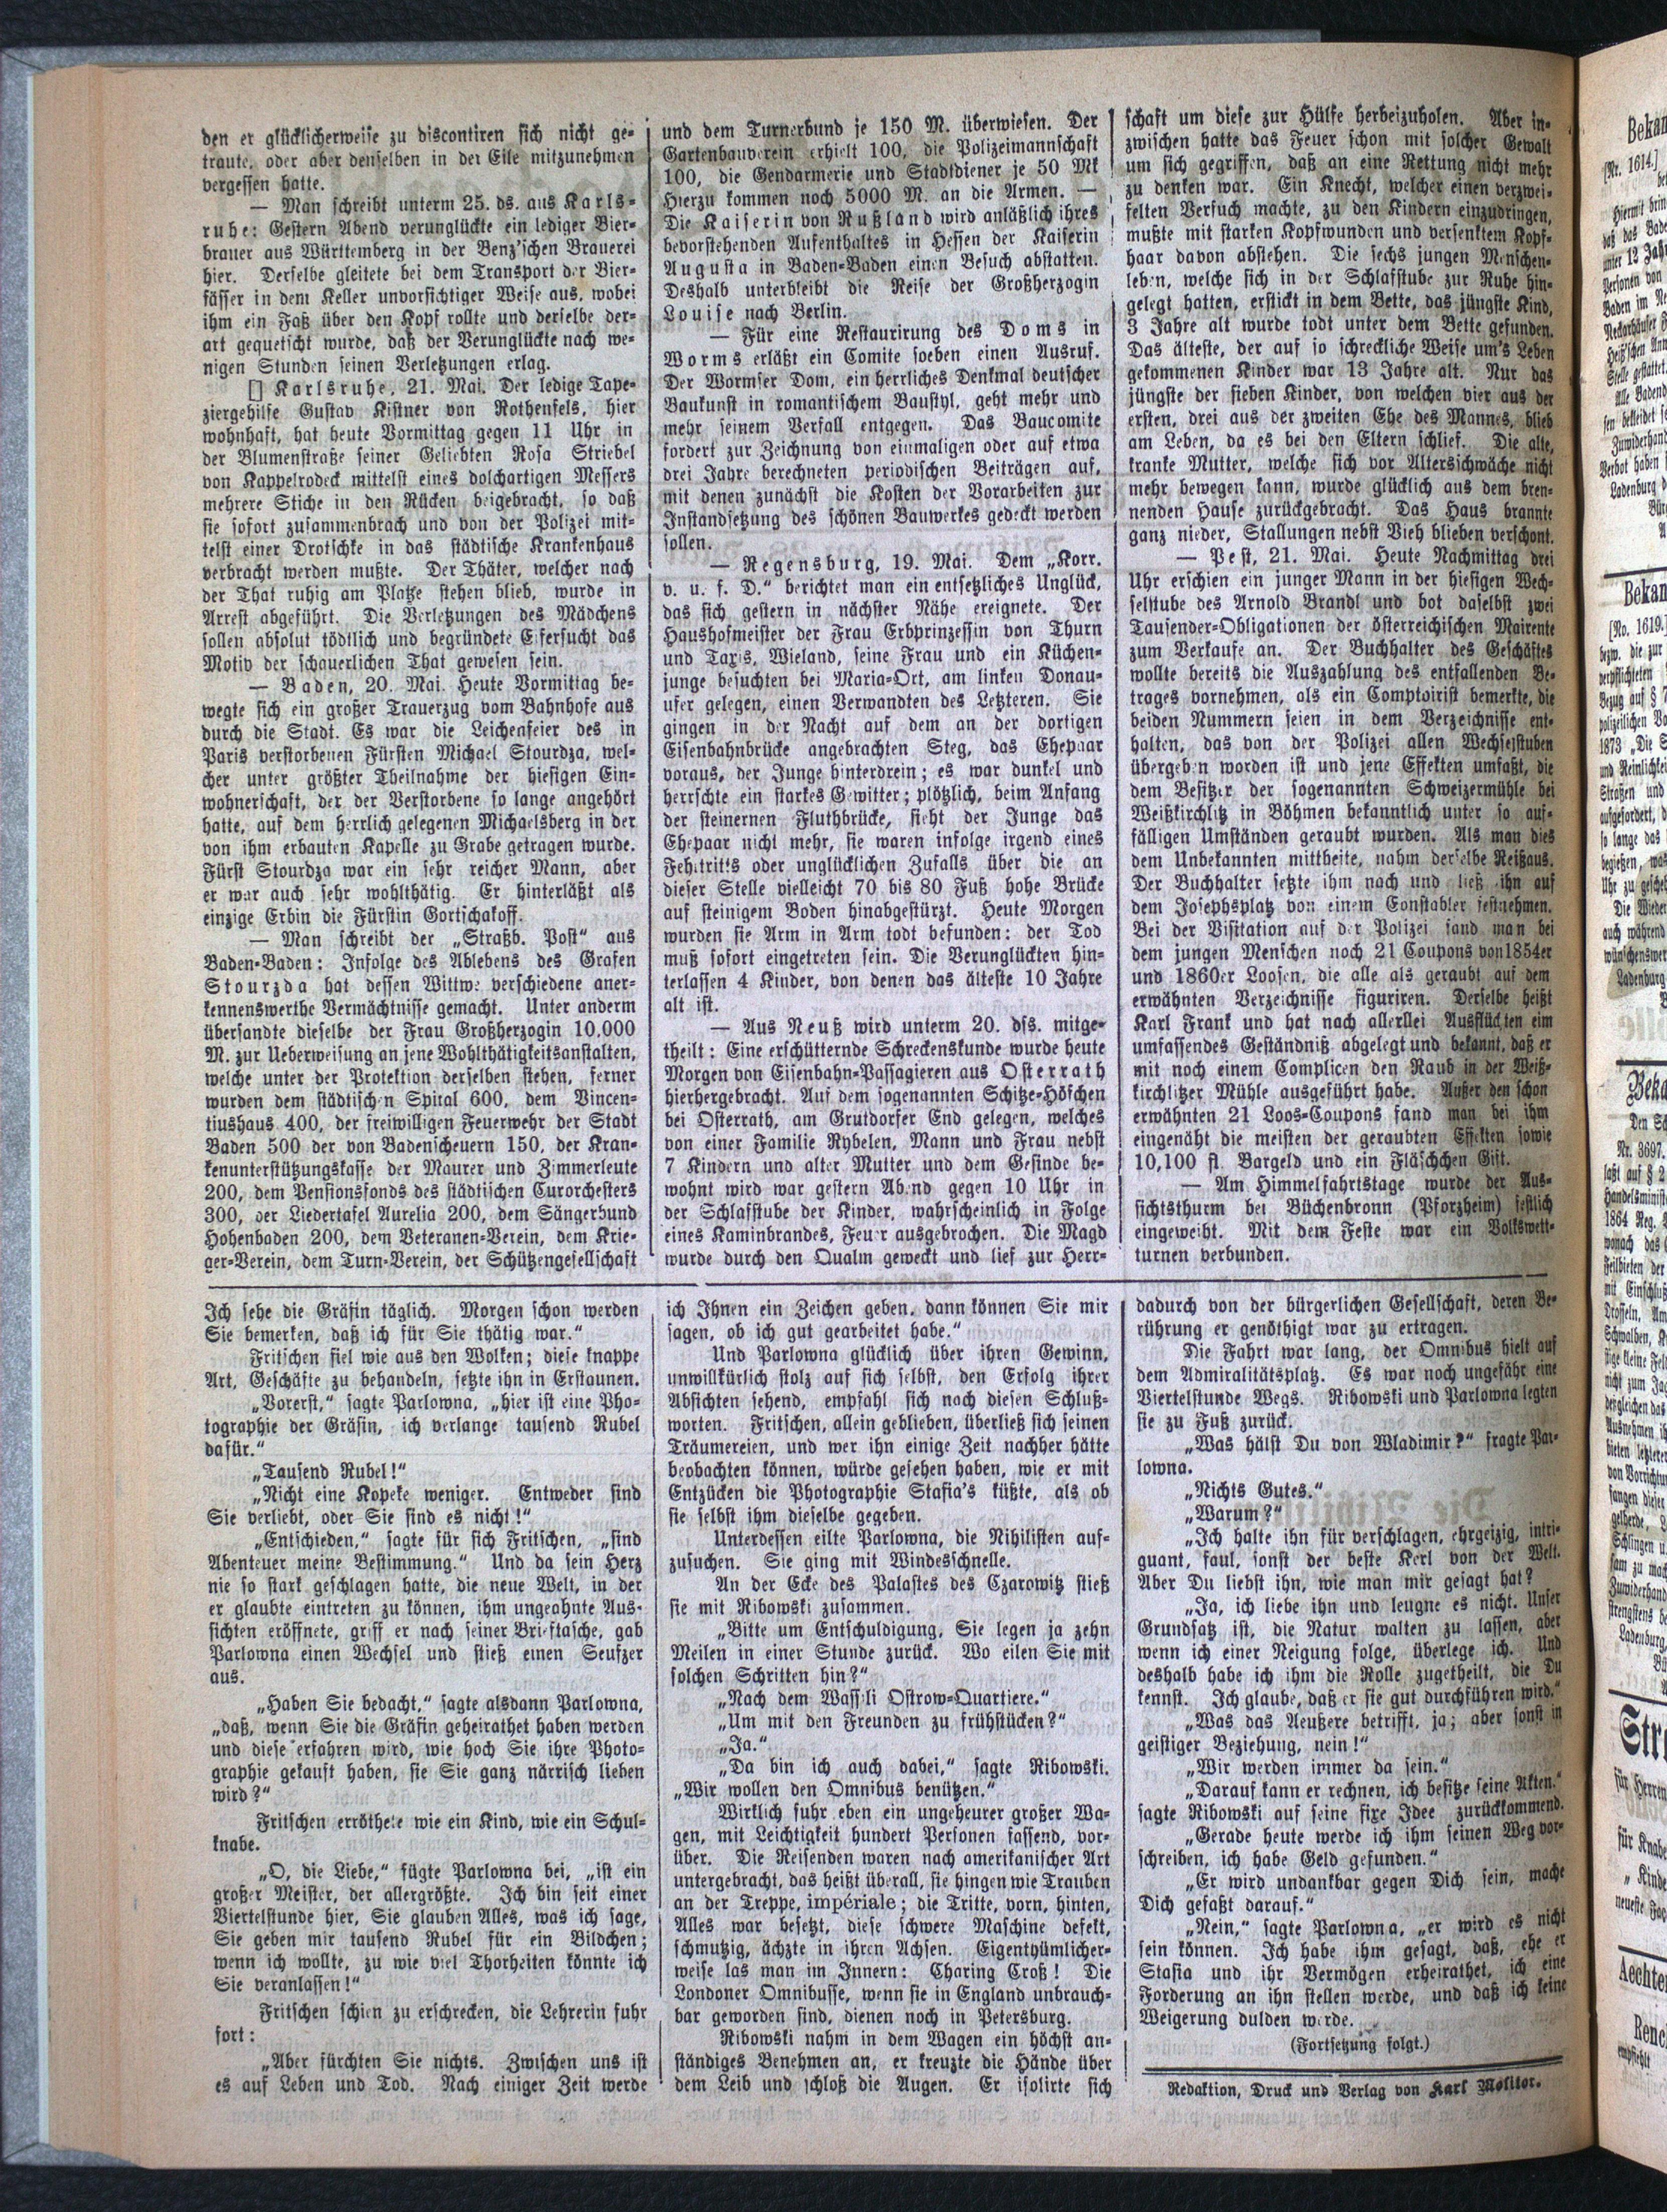 den er glücklicherweise zu discontiren sich nicht ge-
traute, oder aber denselben in der Eile mitzunehmen
vergessen hatte.
— Man schreibt unterm 25. ds. aus Karls-
ruhe: Gestern Abend verunglückte ein lediger Bier-
brauer aus Württemberg in der Benz'schen Brauerei
hier. Derselbe gleitete bei dem Transport der Bier-
fässer in dem Keller unvorsichtiger Weise aus, wobei
ihm ein Faß über den Kopf rollte und derselbe der-
art gequetscht wurde, daß der Verunglückte nach we-
nigen Stunden seinen Verletzungen erlag.
[] Karlsruhe, 21. Mai. Der ledige Tape-
ziergehilfe Gustav Kistner von Rothenfels, hier
wohnhaft, hat heute Vormittag gegen 11 Uhr in
der Blumenstraße seiner Geliebten Rosa Striebel
von Kappelrodeck mittelst eines dolchartigen Messers
mehrere Stiche in den Rücken beigebracht, so daß
sie sofort zusammenbrach und von der Polizei mit-
telst einer Drotschke in das städtische Krankenhaus
verbracht werden mußte. Der Thäter, welcher nach
der That ruhig am Platze stehen blieb, wurde in
Arrest abgeführt. Die Verletzungen des Mädchens
sollen absolut tödtlich und begründete Eifersucht das
Motiv der schauerlichen That gewesen sein.
— Baden, 20. Mai. Heute Vormittag be-
wegte sich ein großer Trauerzug vom Bahnhofe aus
durch die Stadt. Es war die Leichenfeier des in
Paris verstorbenen Fürsten Michael Stourdza, wel-
cher unter größter Theilnahme der hiesigen Ein-
wohnerschaft, der der Verstorbene so lange angehört
hatte, auf dem herrlich gelegenen Michaelsberg in der
von ihm erbauten Kapelle zu Grabe getragen wurde.
Fürst Stourdza war ein sehr reicher Mann, aber
er war auch sehr wohlthätig. Er hinterläßt als
einzige Erbin die Fürstin Gortschakoff.
— Man schreibt der „Straßb. Post“ aus
Baden-Baden: Infolge des Ablebens des Grafen
Stourzda hat dessen Wittwe verschiedene aner-
kennenswerthe Vermächtnisse gemacht. Unter anderm
übersandte dieselbe der Frau Großherzogin 10,000
M. zur Ueberweisung an jene Wohlthätigkeitsanstalten,
welche unter der Protektion derselben stehen, ferner
wurden dem städtischen Spital 600, dem Vincen-
tiushaus 400, der freiwilligen Feuerwehr der Stadt
Baden 500 der von Badenscheuern 150, der Kran-
kenunterstützungskasse der Maurer und Zimmerleute
200, dem Pensionsfonds des städtischen Curorchesters
300, der Liedertafel Aurelia 200, dem Sängerbund
Hohenbaden 200, dem Veteranen-Verein, dem Krie-
ger-Verein, dem Turn-Verein, der Schützengesellschaft
und dem Turnerbund je 150 M. überwiesen. Der
Gartenbauverein erhielt 100, die Polizeimannschaft
100, die Gendarmerie und Stadtdiener je 50 Mk
Hierzu kommen noch 5000 M. an die Armen. —
Die Kaiserin von Rußland wird anläßlich ihres
bevorstehenden Aufenthaltes in Hessen der Kaiserin
Augusta in Baden-Baden einen Besuch abstatten.
Deshalb unterbleibt die Reise der Großherzogin
Louise nach Berlin.
— Für eine Restaurirung des Doms in
Worms erläßt ein Comite soeben einen Ausruf.
Der Wormser Dom, ein herrliches Denkmal deutscher
Baukunst in romantischem Baustyl, geht mehr und
mehr seinem Verfall entgegen. Das Baucomite
fordert zur Zeichnung von einmaligen oder auf etwa
drei Jahre berechneten periodischen Beiträgen auf,
mit denen zunächst die Kosten der Vorarbeiten zur
Instandsetzung des schönen Bauwerkes gedeckt werden
sollen.
— Regensburg, 19. Mai. Dem „Korr.
v. u. f. D.“ berichtet man ein entsetzliches Unglück,
das sich gestern in nächster Nähe ereignete. Der
Haushofmeister der Frau Erbprinzessin von Thurn
und Taxis, Wieland, seine Frau und ein Küchen-
junge besuchten bei Maria-Ort, am linken Donau-
ufer gelegen, einen Verwandten des Letzteren. Sie
gingen in der Nacht auf dem an der dortigen
Eisenbahnbrücke angebrachten Steg, das Ehepaar
voraus, der Junge hinterdrein; es war dunkel und
herrschte ein starkes Gewitter; plötzlich, beim Anfang
der steinernen Fluthbrücke, sieht der Junge das
Ehepaar nicht mehr, sie waren infolge irgend eines
Fehltritts oder unglücklichen Zufalls über die an
dieser Stelle vielleicht 70 bis 80 Fuß hohe Brücke
auf steinigem Boden hinabgestürzt. Heute Morgen
wurden sie Arm in Arm todt befunden: der Tod
muß sofort eingetreten sein. Die Verunglückten hin-
terlassen 4 Kinder, von denen das älteste 10 Jahre
alt ist.
— Aus Neuß wird unterm 20. dss. mitge-
theilt: Eine erschütternde Schreckenskunde wurde heute
Morgen von Eisenbahn-Passagieren aus Osterrath
hierhergebracht. Auf dem sogenannten Schitze-Höfchen
bei Osterrath, am Grutdorfer End gelegen, welches
von einer Familie Rybelen, Mann und Frau nebst
7 Kindern und alter Mutter und dem Gesinde be-
wohnt wird war gestern Abend gegen 10 Uhr in
der Schlafstube der Kinder, wahrscheinlich in Folge
eines Kaminbrandes, Feuer ausgebrochen. Die Magd
wurde durch den Qualm geweckt und lief zur Herr-
schaft um diese zur Hülfe herbeizuholen. Aber in-
zwischen hatte das Feuer schon mit solcher Gewalt
um sich gegriffen, daß an eine Rettung nicht mehr
zu denken war. Ein Knecht, welcher einen verzwei-
felten Versuch machte, zu den Kindern einzudringen,
mußte mit starken Kopfwunden und versenktem Kopf-
haar davon abstehen. Die sechs jungen Menschen-
leben, welche sich in der Schlafstube zur Ruhe hin-
gelegt hatten, erstickt in dem Bette, das jüngste Kind,
3 Jahre alt wurde todt unter dem Bette gefunden.
Das älteste, der auf so schreckliche Weise um's Leben
gekommenen Kinder war 13 Jahre alt. Nur das
jüngste der sieben Kinder, von welchen vier aus der
ersten, drei aus der zweiten Ehe des Mannes, blieb
am Leben, da es bei den Eltern schlief. Die alte,
kranke Mutter, welche sich vor Altersschwäche nicht
mehr bewegen kann, wurde glücklich aus dem bren-
nenden Hause zurückgebracht. Das Haus brannte
ganz nieder, Stallungen nebst Vieh blieben verschont.
— Pest, 21. Mai. Heute Nachmittag drei
Uhr erschien ein junger Mann in der hiesigen Wech-
selstube des Arnold Brandl und bot daselbst zwei
Tausender-Obligationen der österreichischen Mairente
zum Verkaufe an. Der Buchhalter des Geschäftes
wollte bereits die Auszahlung des entfallenden Be-
trages vornehmen, als ein Comptoirist bemerkte, die
beiden Nummern seien in dem Verzeichnisse ent-
halten, das von der Polizei allen Wechselstuben
übergeben worden ist und jene Effekten umfaßt, die
dem Besitzer der sogenannten Schweizermühle bei
Weißkirchlitz in Böhmen bekanntlich unter so auf-
fälligen Umständen geraubt wurden. Als man dies
dem Unbekannten mittbeite, nahm derselbe Reißaus.
Der Buchhalter setzte ihm nach und ließ ihn auf
dem Josephsplatz von einem Constabler festnehmen.
Bei der Visitation auf der Polizei fand man bei
dem jungen Menschen noch 21 Coupons von 1854er
und 1860er Loosen, die alle als geraubt auf dem
erwähnten Verzeichnisse figuriren. Derselbe heißt
Karl Frank und hat nach allerllei Ausflüchten eim
umfassendes Geständniß abgelegt und bekannt, daß er
mit noch einem Complicen den Raub in der Weiß-
kirchlitzer Mühle ausgeführt habe. Außer den schon
erwähnten 21 Loos-Coupons fand man bei ihm
eingenäht die meisten der geraubten Effekten sowie
10,100 fl. Bargeld und ein Fläschchen Gift.
— Am Himmelfahrtstage wurde der Aus-
sichtsthurm bei Büchenbronn (Pforzheim) festlich
eingeweiht. Mit dem Feste war ein Volkswett-
turnen verbunden.
Ich sehe die Gräfin täglich. Morgen schon werden
Sie bemerken, daß ich für Sie thätig war.“
Fritschen fiel wie aus den Wolken; diese knappe
Art, Geschäfte zu behandeln, setzte ihn in Erstaunen.
„Vorerst,“ sagte Parlowna, „hier ist eine Pho-
tographie der Gräfin, ich verlange tausend Rubel
dafür.“
„Tausend Rubel!“
„Nicht eine Kopeke weniger. Entweder sind
Sie verliebt, oder Sie sind es nicht!“
„Entschieden,“ sagte für sich Fritschen, „sind
Abenteuer meine Bestimmung.“ Und da sein Herz
nie so stark geschlagen hatte, die neue Welt, in der
er glaubte eintreten zu können, ihm ungeahnte Aus-
sichten eröffnete, griff er nach seiner Brieftasche, gab
Parlowna einen Wechsel und stieß einen Seufzer
aus.
„Haben Sie bedacht,“ sagte alsdann Parlowna,
„daß, wenn Sie die Gräfin geheirathet haben werden
und diese erfahren wird, wie hoch Sie ihre Photo-
graphie gekauft haben, sie Sie ganz närrisch lieben
wird?“
Fritschen erröthete wie ein Kind, wie ein Schul-
knabe.
„O, die Liebe,“ fügte Parlowna bei, „ist ein
großer Meister, der allergrößte. Ich bin seit einer
Viertelstunde hier, Sie glauben Alles, was ich sage,
Sie geben mir tausend Rubel für ein Bildchen;
wenn ich wollte, zu wie viel Thorheiten könnte ich
Sie veranlassen!“
Fritschen schien zu erschrecken, die Lehrerin fuhr
fort:
„Aber fürchten Sie nichts. Zwischen uns ist
es auf Leben und Tod. Nach einiger Zeit werde
ich Ihnen ein Zeichen geben, dann können Sie mir
sagen, ob ich gut gearbeitet habe.“
Und Parlowna glücklich über ihren Gewinn,
unwillkürlich stolz auf sich selbst, den Erfolg ihrer
Absichten sehend, empfahl sich nach diesen Schluß-
worten. Fritschen, allein geblieben, überließ sich seinen
Träumereien, und wer ihn einige Zeit nachher hätte
beobachten können, würde gesehen haben, wie er mit
Entzücken die Photographie Stafia's küßte, als ob
sie selbst ihm dieselbe gegeben.
Unterdessen eilte Parlowna, die Nihilisten auf-
zusuchen. Sie ging mit Windesschnelle.
An der Ecke des Palastes des Czarowitz stieß
sie mit Ribowski zusammen.
„Bitte um Entschuldigung, Sie legen ja zehn
Meilen in einer Stunde zurück. Wo eilen Sie mit
solchen Schritten hin?“
„Nach dem Wassili Ostrow-Quartiere.“
„Um mit den Freunden zu frühstücken?“
„Ja.“
„Da bin ich auch dabei,“ sagte Ribowski.
„Wir wollen den Omnibus benützen.“
Wirklich fuhr eben ein ungeheurer großer Wa-
gen, mit Leichtigkeit hundert Personen fassend, vor-
über. Die Reisenden waren nach amerikanischer Art
untergebracht, das heißt überall, sie hingen wie Trauben
an der Treppe, impériale; die Tritte, vorn, hinten,
Alles war besetzt, diese schwere Maschine defekt,
schmutzig, ächzte in ihren Achsen. Eigenthümlicher-
weise las man im Innern: Charing Croß! Die
Londoner Omnibusse, wenn sie in England unbrauch-
bar geworden sind, dienen noch in Petersburg.
Ribowski nahm in dem Wagen ein höchst an-
ständiges Benehmen an, er kreuzte die Hände über
dem Leib und schloß die Augen. Er isolirte sich
dadurch von der bürgerlichen Gesellschaft, deren Be-
rührung er genöthigt war zu ertragen.
Die Fahrt war lang, der Omnibus hielt auf
dem Admiralitätsplatz. Es war noch ungefähr eine
Viertelstunde Wegs. Ribowski und Parlowna legten
sie zu Fuß zurück.
„Was hälst Du von Wladimir?“ fragte Par-
lowna.
„Nichts Gutes.“
„Warum?“
„Ich halte ihn für verschlagen, ehrgeizig, intri-
guant, faul, sonst der beste Kerl von der Welt.
Aber Du liebst ihn, wie man mir gesagt hat?
„Ja, ich liebe ihn und leugne es nicht. Unser
Grundsatz ist, die Natur walten zu lassen, aber
wenn ich einer Neigung folge, überlege ich. Und
deshalb habe ich ihm die Rolle zugetheilt, die Du
kennst. Ich glaube, daß er sie gut durchführen wird.“
„Was das Aeußere betrifft, ja; aber sonst in
geistiger Beziehung, nein!“
„Wir werden immer da sein.“
„Darauf kann er rechnen, ich besitze seine Akten.“
sagte Ribowski auf seine fixe Idee zurückkommend.
„Gerade heute werde ich ihm seinen Weg vor-
schreiben, ich habe Geld gefunden.“
„Er wird undankbar gegen Dich sein, mache
Dich gefaßt darauf.“
„Nein,“ sagte Parlowna, „er wird es nicht
sein können. Ich habe ihm gesagt, daß, ehe er
Stasia und ihr Vermögen erheirathet, ich eine
Forderung an ihn stellen werde, und daß ich keine
Weigerung dulden werde.
(Fortsetzung folgt.)
Redaktion, Druck und Verlag von Karl Molitor.